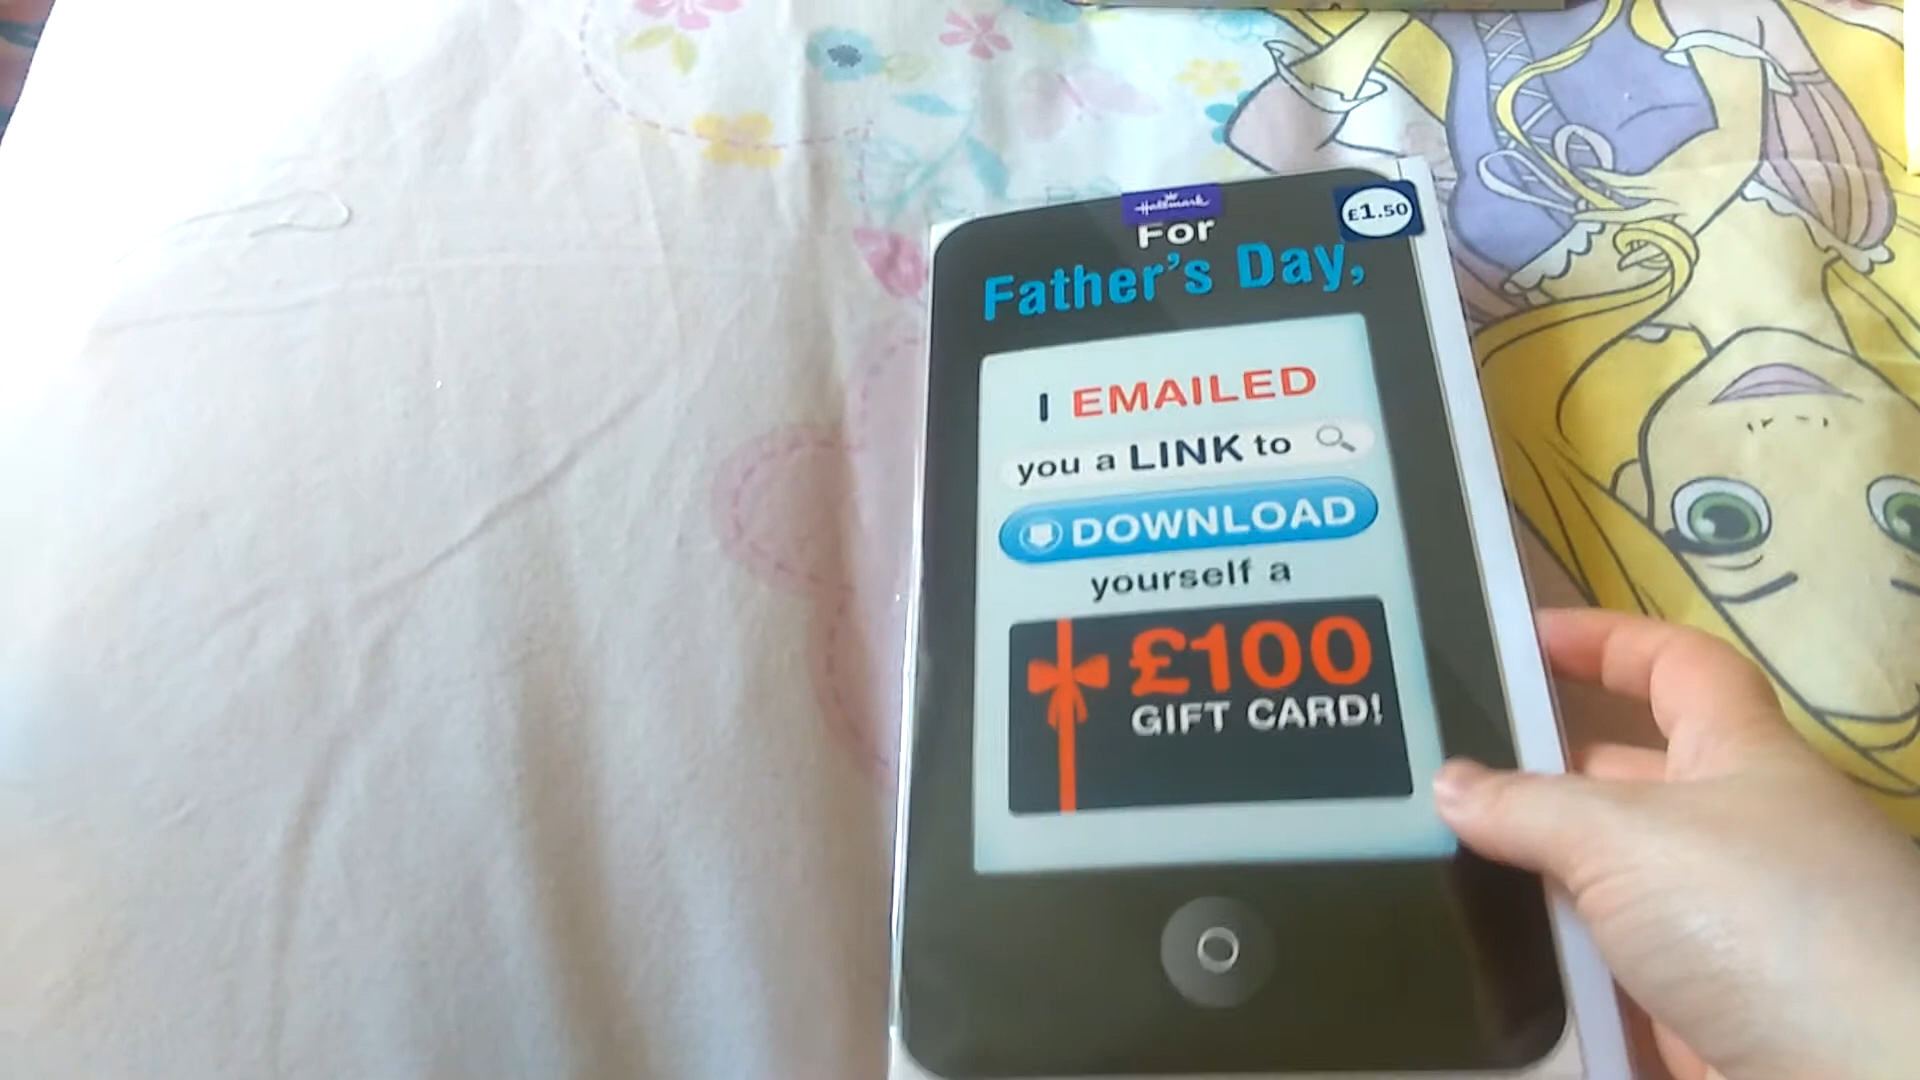 Hallmark
£1.50
For
Father's Day,
I EMAILED
you a LINK to
DOWNLOAD
yourself a
£100
GIFT CARD!